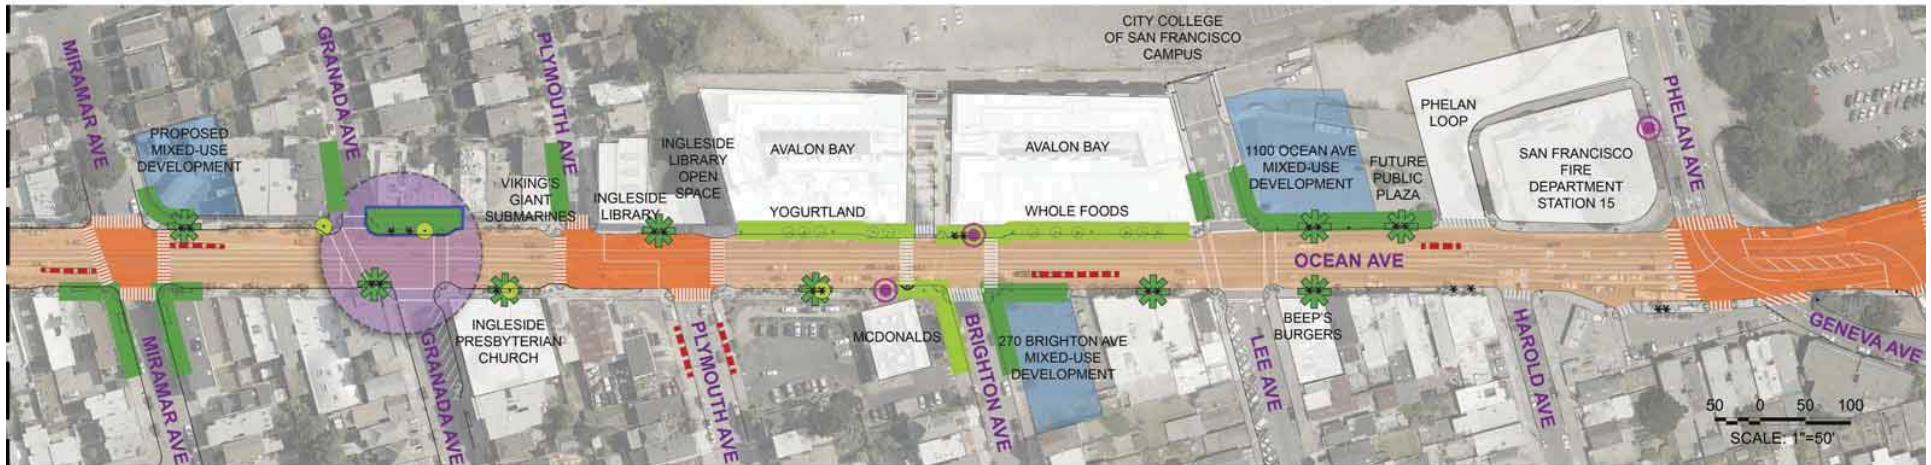 CITY COLLEGE
OF SAN FRANCISCO
CAMPUS
MIRAMAR AVE
GRANADA AVE
PLYMOUTH AVE
PHELAN AVE
PROPOSED
MIXED-USE
DEVELOPMENT
VIKING'S
GIANT
SUBMARINES
INGLESIDE
LIBRARY
INGLESIDE
LIBRARY
OPEN
SPACE
AVALON BAY
YOGURTLAND
AVALON BAY
WHOLE FOODS
1100 OCEAN AVE
MIXED-USE
DEVELOPMENT
FUTURE
PUBLIC
PLAZA
PHELAN
LOOP
SAN FRANCISCO
FIRE
DEPARTMENT
STATION 15
OCEAN AVE
MIRAMAR AVE
GRANADA AVE
INGLESIDE
PRESBYTERIAN
CHURCH
PLYMOUTH AVE
MCDONALDS
BRIGHTON AVE
270 BRIGHTON AVE
MIXED-USE
DEVELOPMENT
LEE AVE
BEEP'S
BURGERS
HAROLD AVE
GENEVA AVE
50 0 50 100
SCALE: 1"=50'